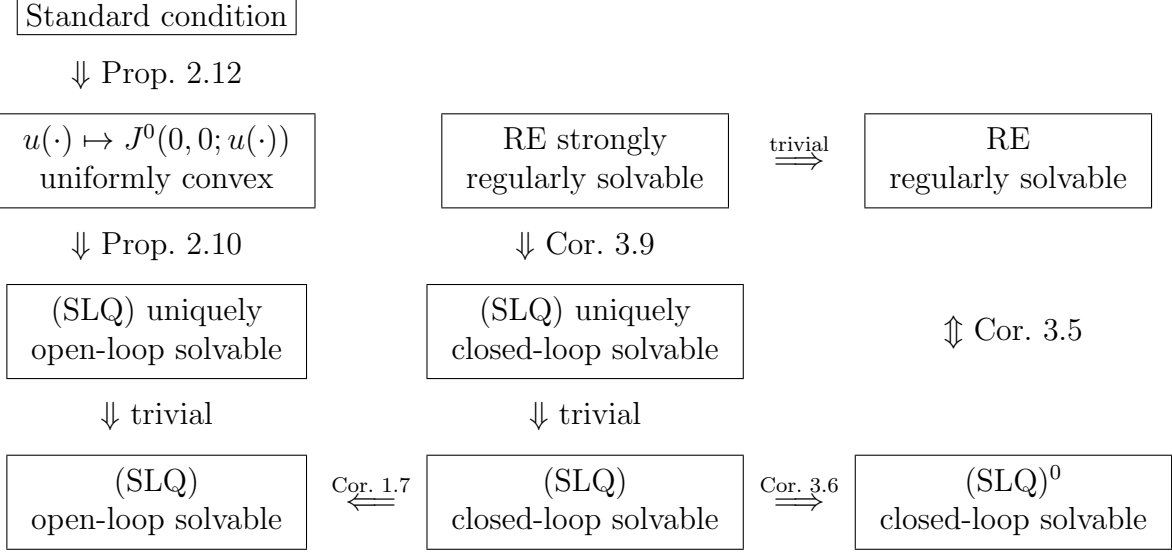 Standard condition
⇓ Prop. 2.12
u(·) ↦ J⁰(0, 0; u(·))
uniformly convex
RE strongly
regularly solvable
trivial
⟹
RE
regularly solvable
⇓ Prop. 2.10
⇓ Cor. 3.9
(SLQ) uniquely
open-loop solvable
(SLQ) uniquely
closed-loop solvable
⇕ Cor. 3.5
⇓ trivial
⇓ trivial
(SLQ)
open-loop solvable
Cor. 1.7
⟸
(SLQ)
closed-loop solvable
Cor. 3.6
⟹
(SLQ)⁰
closed-loop solvable